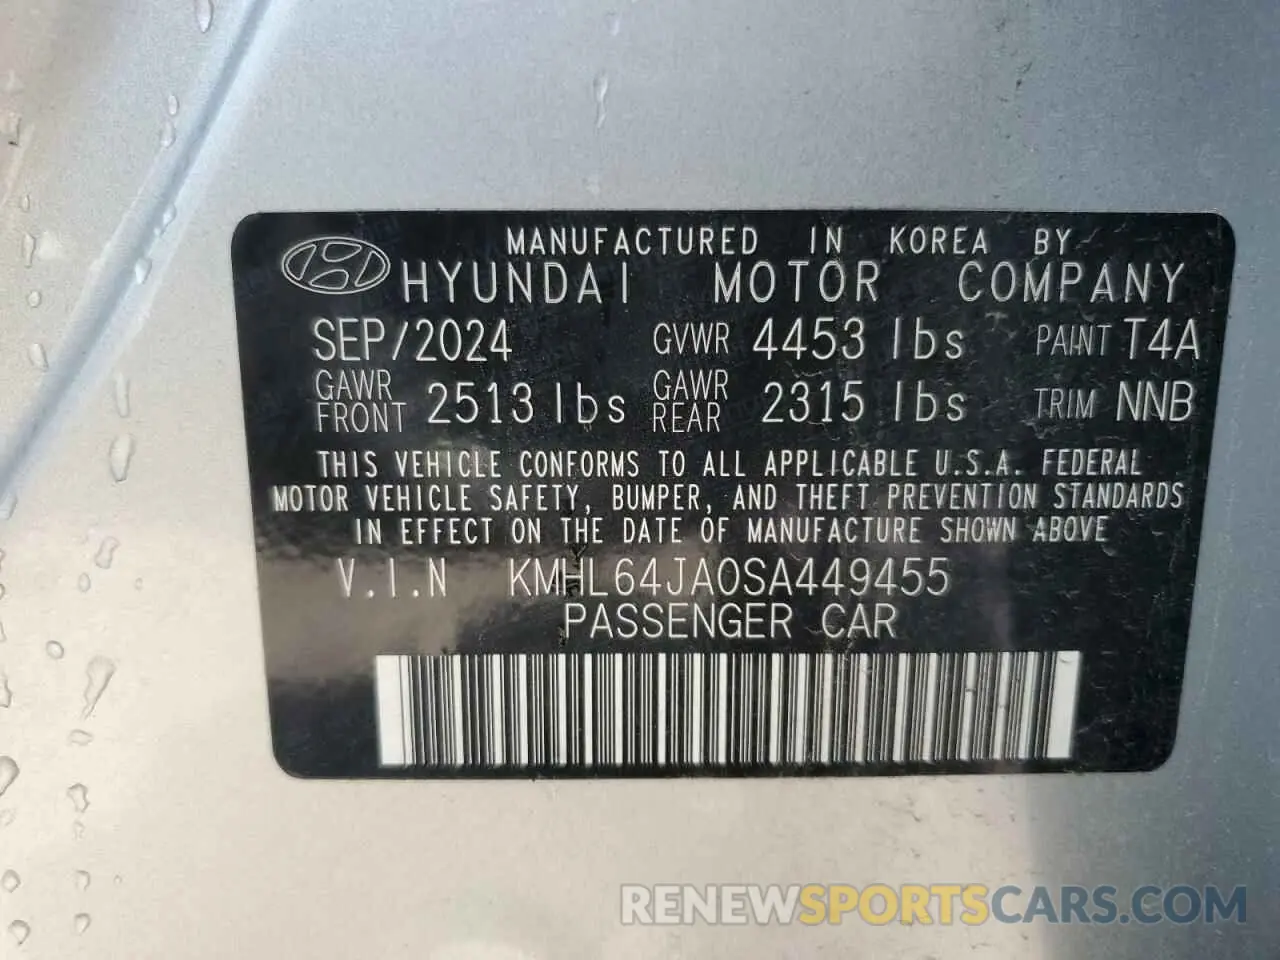 MANUFACTURED IN KOREA BY
HYUNDAI MOTOR COMPANY
SEP/2024 GVWR 4453 lbs PAINT T4A
GAWR FRONT 2513 lbs GAWR REAR 2315 lbs TRIM NNB
THIS VEHICLE CONFORMS TO ALL APPLICABLE U.S.A. FEDERAL
MOTOR VEHICLE SAFETY, BUMPER, AND THEFT PREVENTION STANDARDS
IN EFFECT ON THE DATE OF MANUFACTURE SHOWN ABOVE
V.I.N KMHL64JA0SA449455
PASSENGER CAR
RENEWSPORTSCARS.COM